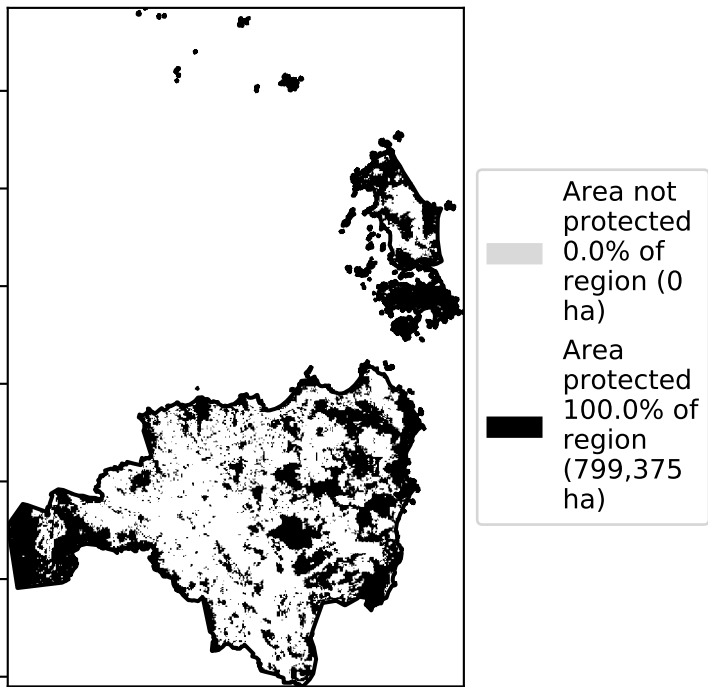 Area not
protected
0.0% of
region (0
ha)
Area
protected
100.0% of
region
(799,375
ha)